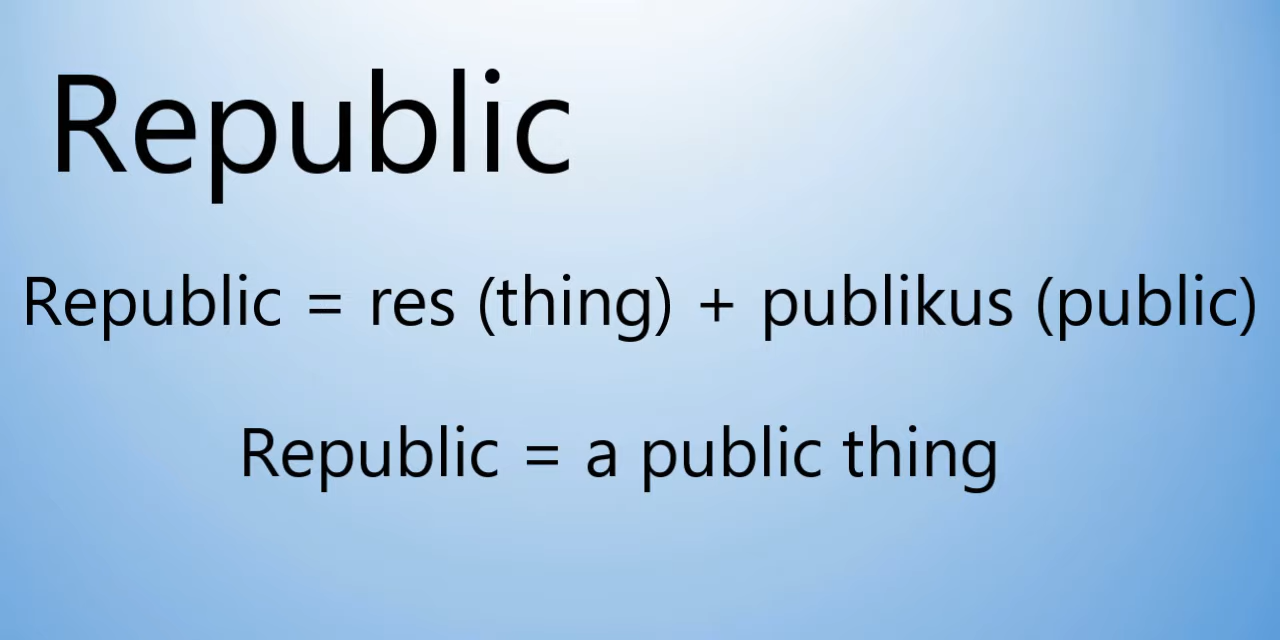 Republic
Republic = res (thing) + publikus (public)
Republic = a public thing